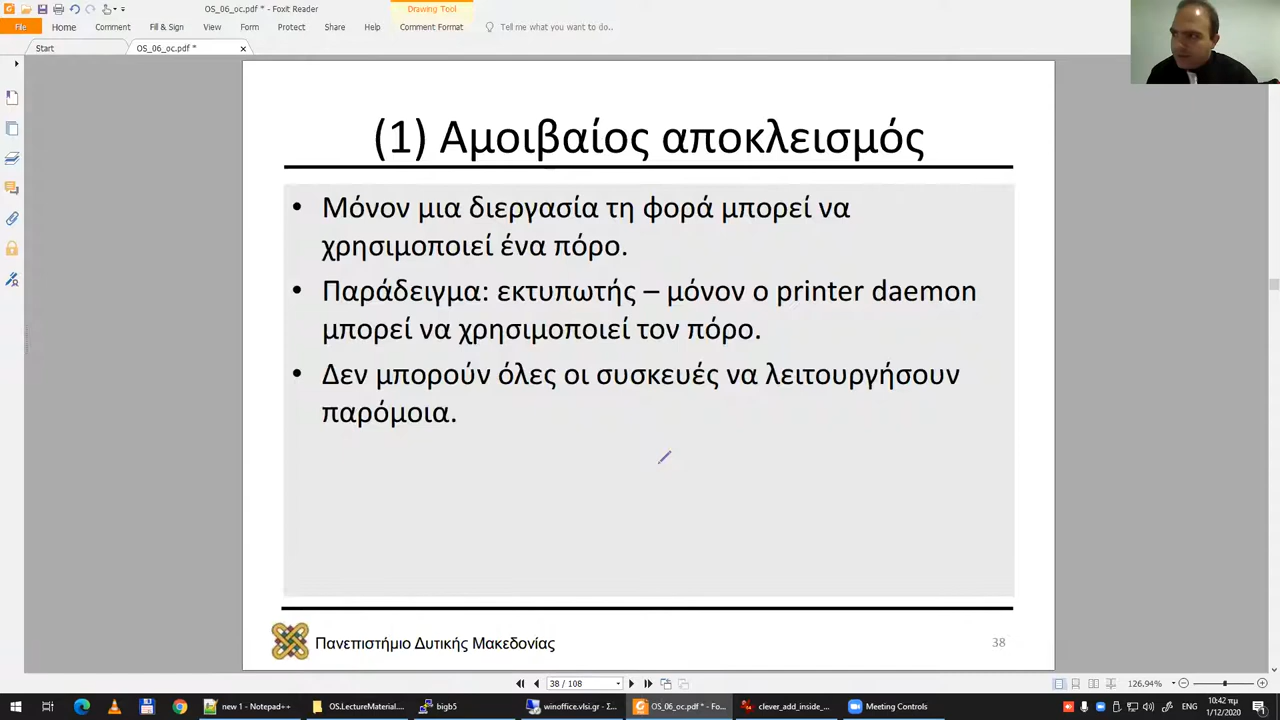 OS_06_oc.pdf * - Foxit Reader
Drawing Tool
File Home Comment Fill & Sign View Form Protect Share Help Comment Format Tell me what you want to do..
Start OS_06_oc.pdf *
(1) Αμοιβαίος αποκλεισμός
• Μόνον μια διεργασία τη φορά μπορεί να
χρησιμοποιεί ένα πόρο.
• Παράδειγμα: εκτυπωτής – μόνον ο printer daemon
μπορεί να χρησιμοποιεί τον πόρο.
• Δεν μπορούν όλες οι συσκευές να λειτουργήσουν
παρόμοια.
Πανεπιστήμιο Δυτικής Μακεδονίας
38
38 / 108
126.94%
new 1 - Notepad++ OS.LectureMaterial.... bigb5 winoffice.vlsi.gr - Σ... OS_06_oc.pdf * - Fo... clever_add_inside_... Meeting Controls ENG 10:42 πμ
1/12/2020